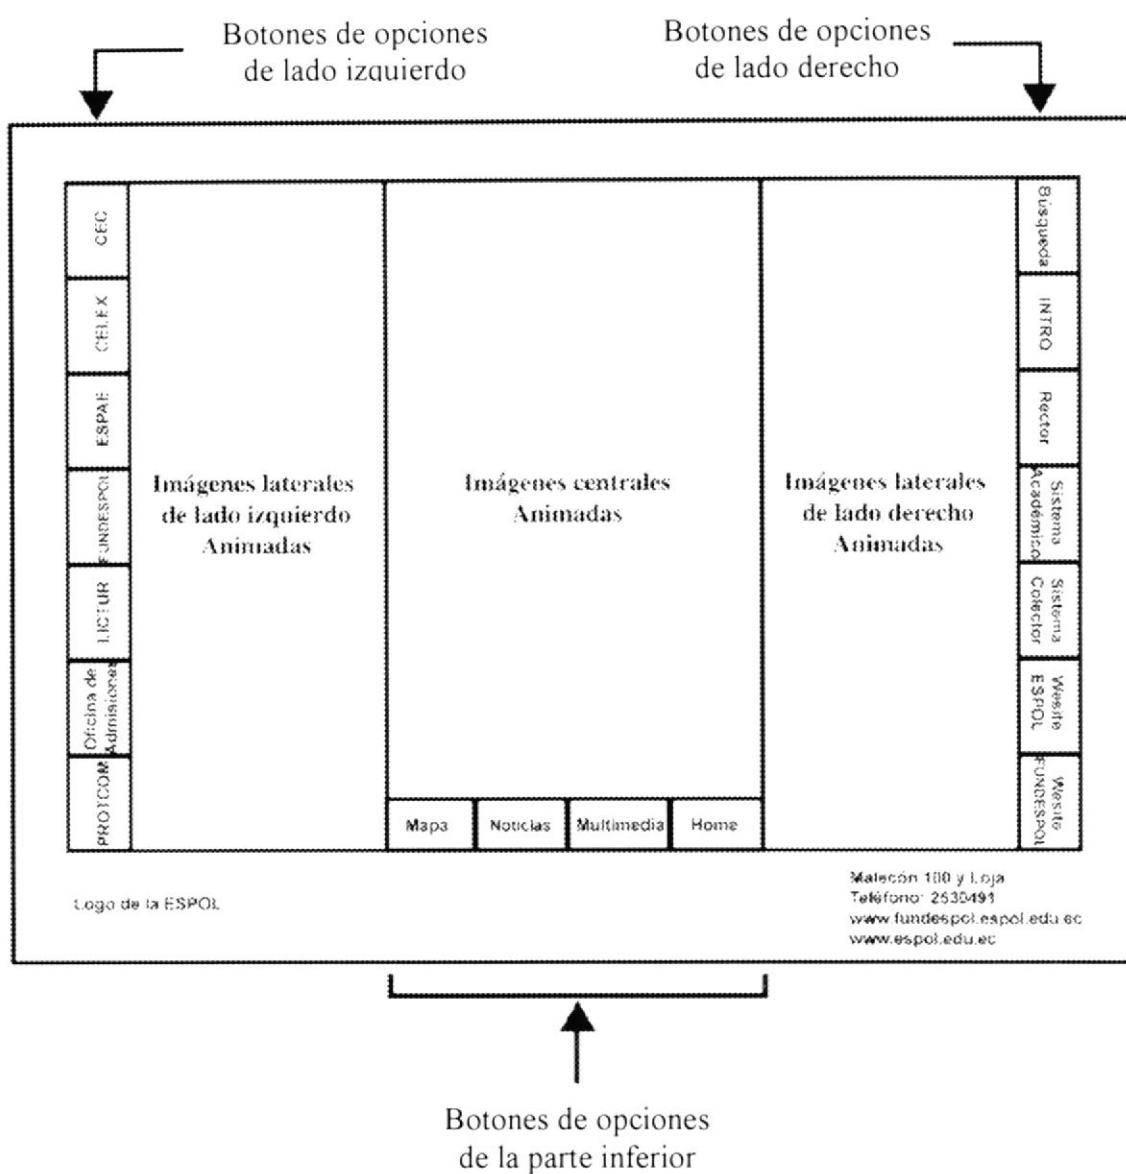 Botones de opciones
de lado izquierdo
Botones de opciones
de lado derecho
CEC
CELEX
ESPAE
FUNDESPOL
LICTUR
Oficina de
Admisiones
PROTCOM
Imágenes laterales
de lado izquierdo
Animadas
Imágenes centrales
Animadas
Imágenes laterales
de lado derecho
Animadas
Búsqueda
INTRO
Rector
Sistema
Académico
Sistema
Colector
Wesite
ESPOL
Wesite
FUNDESPOL
Mapa
Noticias
Multimedia
Home
Logo de la ESPOL
Malecón 100 y Loja
Teléfono: 2530491
www.fundespol.espol.edu.ec
www.espol.edu.ec
Botones de opciones
de la parte inferior